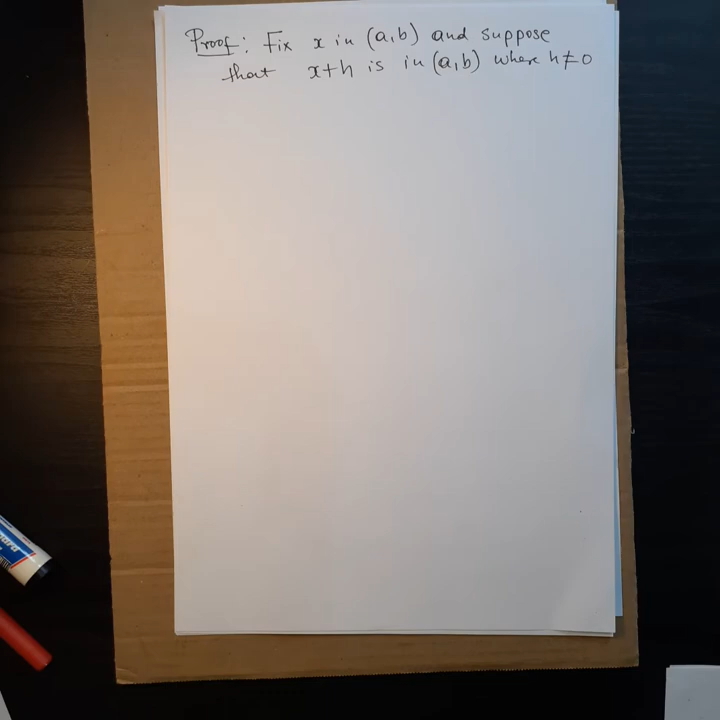 Proof: Fix x in (a,b) and suppose
that x+h is in (a,b) where h≠0